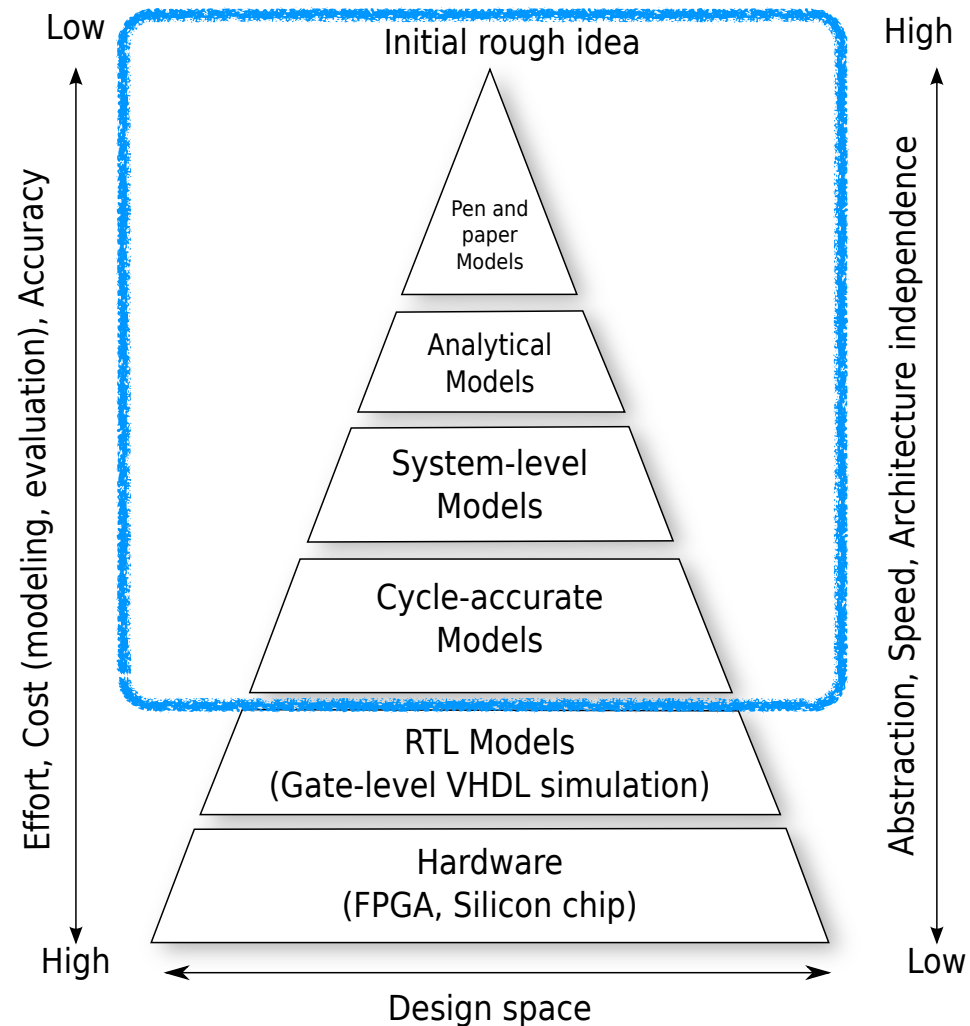 Low
Initial rough idea
High
Effort, Cost (modeling, evaluation), Accuracy
Abstraction, Speed, Architecture independence
Pen and
paper
Models
Analytical
Models
System-level
Models
Cycle-accurate
Models
RTL Models
(Gate-level VHDL simulation)
Hardware
(FPGA, Silicon chip)
High
Low
Design space